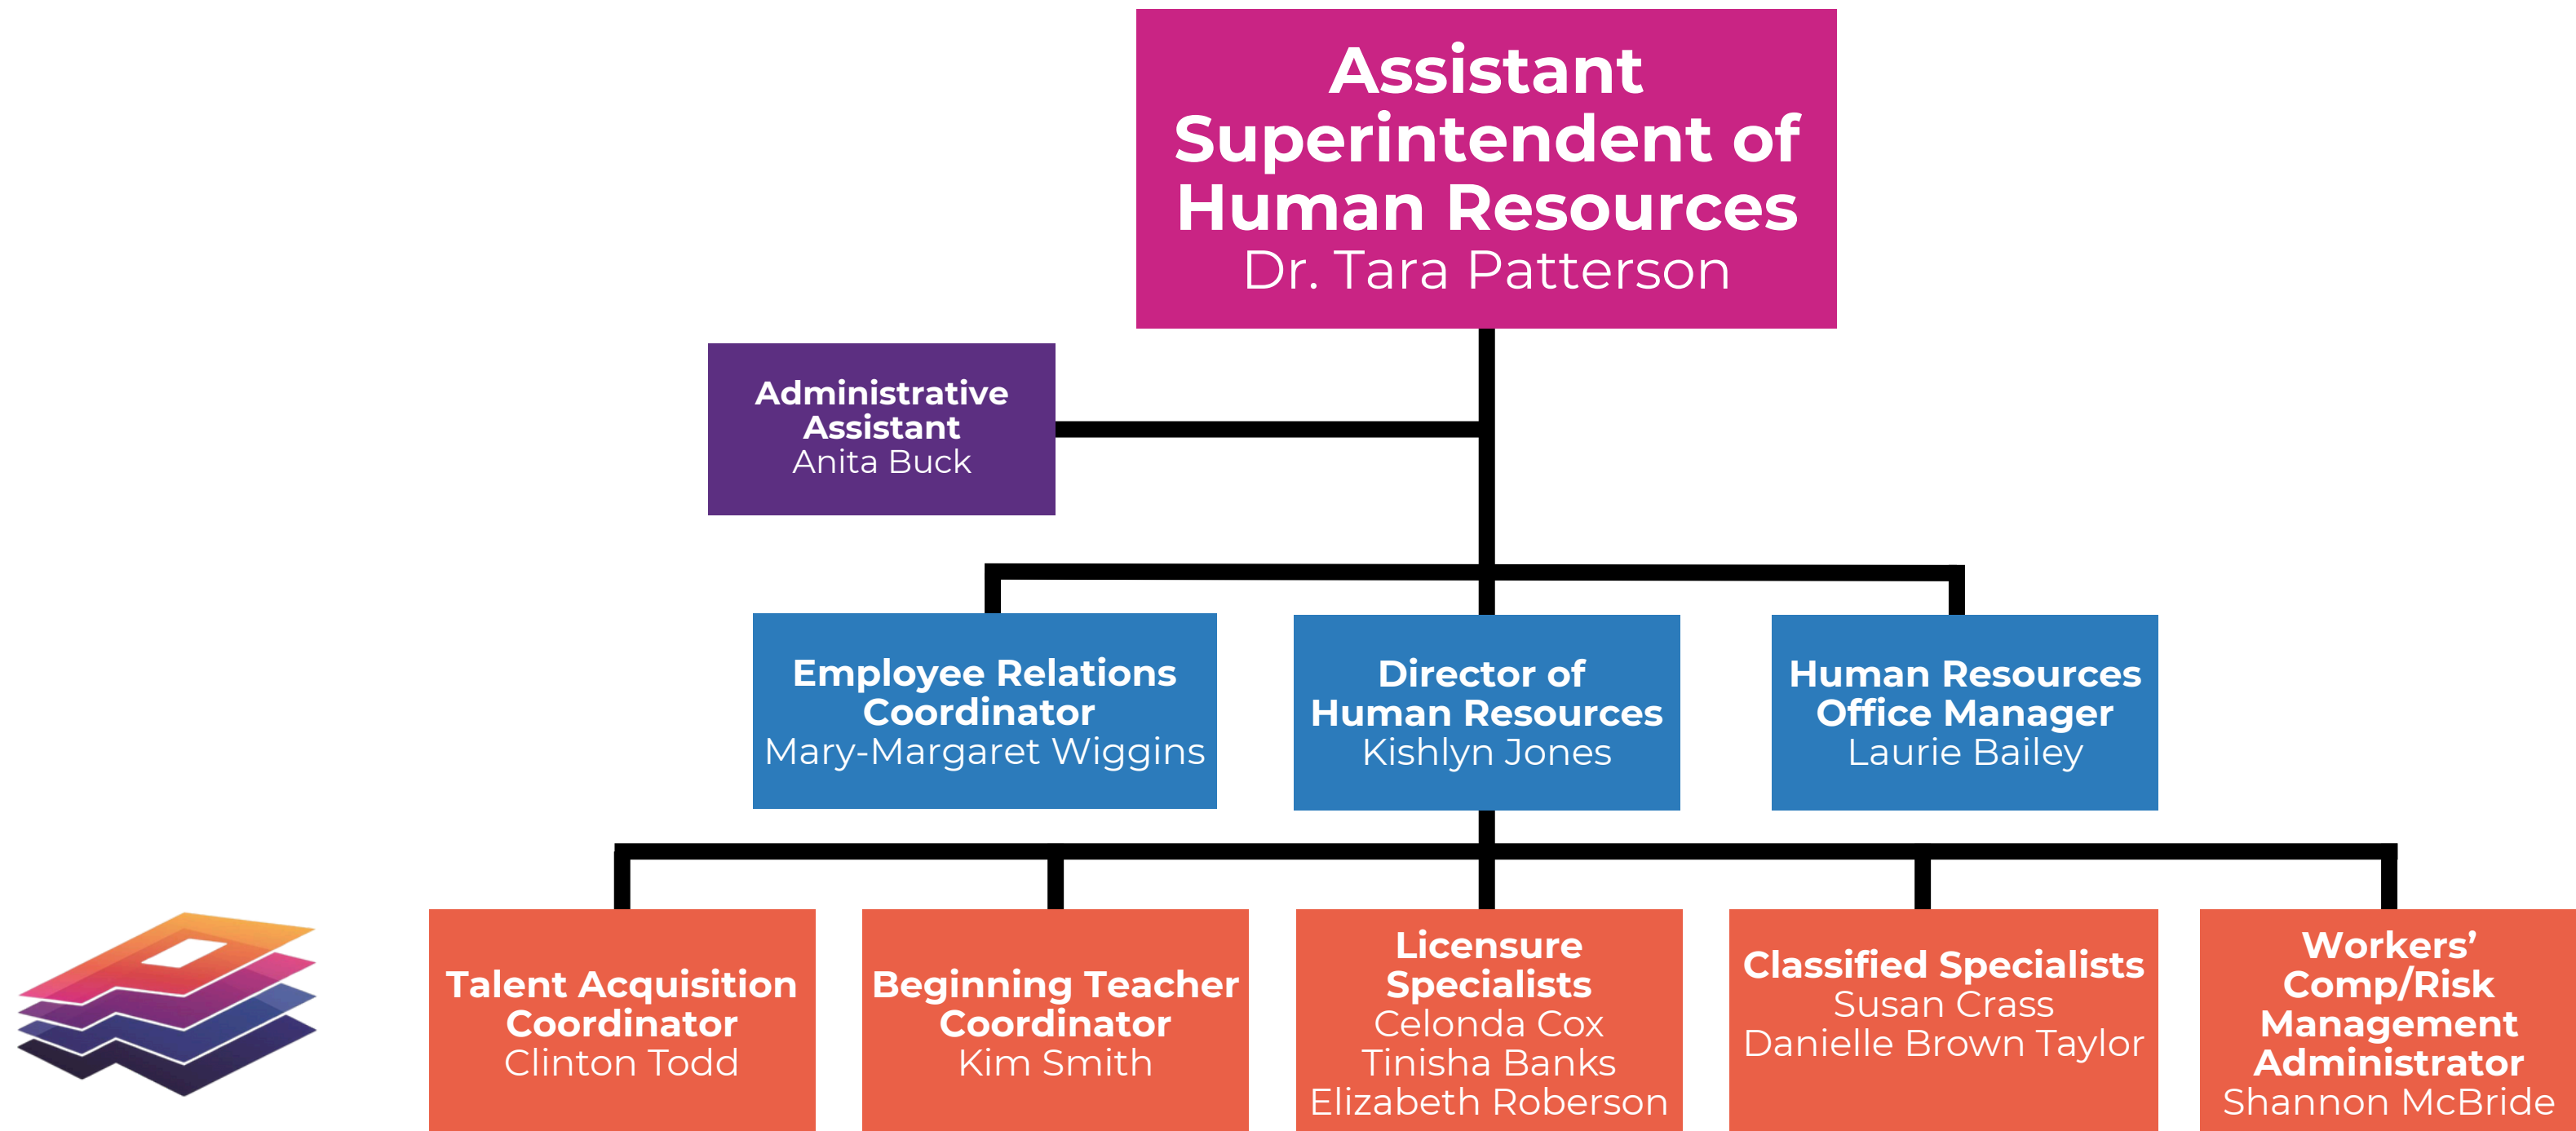 Assistant
Superintendent of
Human Resources
Dr. Tara Patterson
Administrative
Assistant
Anita Buck
Employee Relations
Coordinator
Mary-Margaret Wiggins
Director of
Human Resources
Kishlyn Jones
Human Resources
Office Manager
Laurie Bailey
Talent Acquisition
Coordinator
Clinton Todd
Beginning Teacher
Coordinator
Kim Smith
Licensure
Specialists
Celonda Cox
Tinisha Banks
Elizabeth Roberson
Classified Specialists
Susan Crass
Danielle Brown Taylor
Workers’
Comp/Risk
Management
Administrator
Shannon McBride